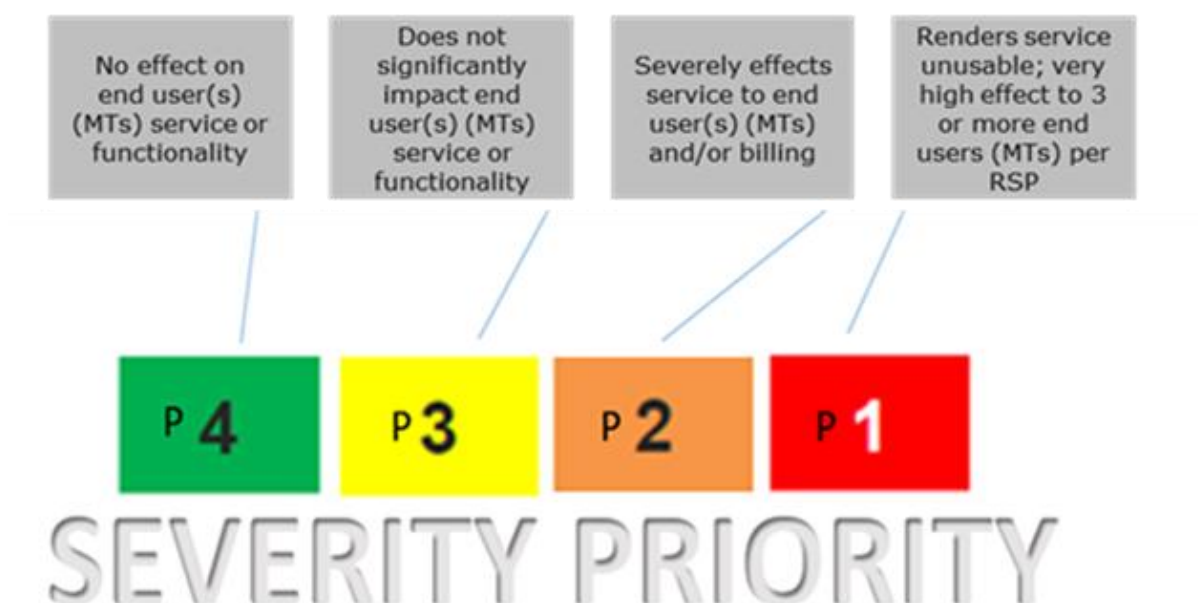 No effect on
end user(s)
(MTs) service or
functionality
Does not
significantly
impact end
user(s) (MTs)
service or
functionality
Severely effects
service to end
user(s) (MTs)
and/or billing
Renders service
unusable; very
high effect to 3
or more end
users (MTs) per
RSP
P 4
P 3
P 2
P 1
SEVERITY PRIORITY